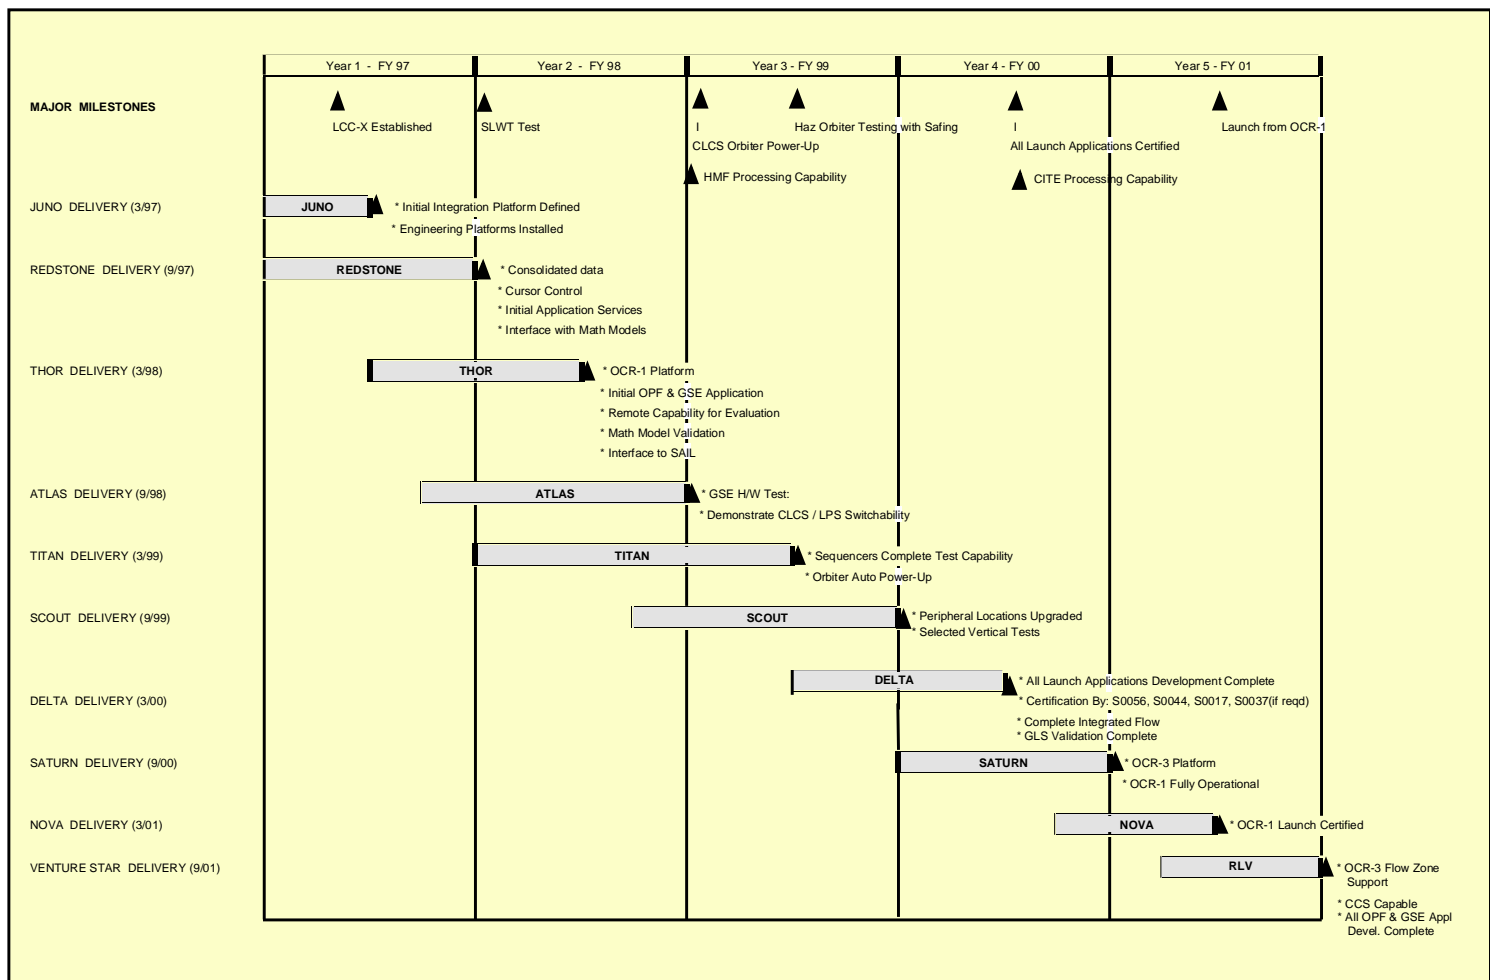 Year 1 - FY 97
Year 2 - FY 98
Year 3 - FY 99
Year 4 - FY 00
Year 5 - FY 01
MAJOR MILESTONES
LCC-X Established
SLWT Test
I
Haz Orbiter Testing with Safing
I
Launch from OCR-1
CLCS Orbiter Power-Up
All Launch Applications Certified
HMF Processing Capability
CITE Processing Capability
JUNO DELIVERY (3/97)
JUNO
* Initial Integration Platform Defined
* Engineering Platforms Installed
REDSTONE DELIVERY (9/97)
REDSTONE
* Consolidated data
* Cursor Control
* Initial Application Services
* Interface with Math Models
THOR DELIVERY (3/98)
THOR
* OCR-1 Platform
* Initial OPF & GSE Application
* Remote Capability for Evaluation
* Math Model Validation
* Interface to SAIL
ATLAS DELIVERY (9/98)
ATLAS
* GSE H/W Test:
* Demonstrate CLCS / LPS Switchability
TITAN DELIVERY (3/99)
TITAN
* Sequencers Complete Test Capability
* Orbiter Auto Power-Up
SCOUT DELIVERY (9/99)
SCOUT
* Peripheral Locations Upgraded
* Selected Vertical Tests
DELTA DELIVERY (3/00)
DELTA
* All Launch Applications Development Complete
* Certification By: S0056, S0044, S0017, S0037(if reqd)
* Complete Integrated Flow
* GLS Validation Complete
SATURN DELIVERY (9/00)
SATURN
* OCR-3 Platform
* OCR-1 Fully Operational
NOVA DELIVERY (3/01)
NOVA
* OCR-1 Launch Certified
VENTURE STAR DELIVERY (9/01)
RLV
* OCR-3 Flow Zone
Support
* CCS Capable
* All OPF & GSE Appl
Devel. Complete